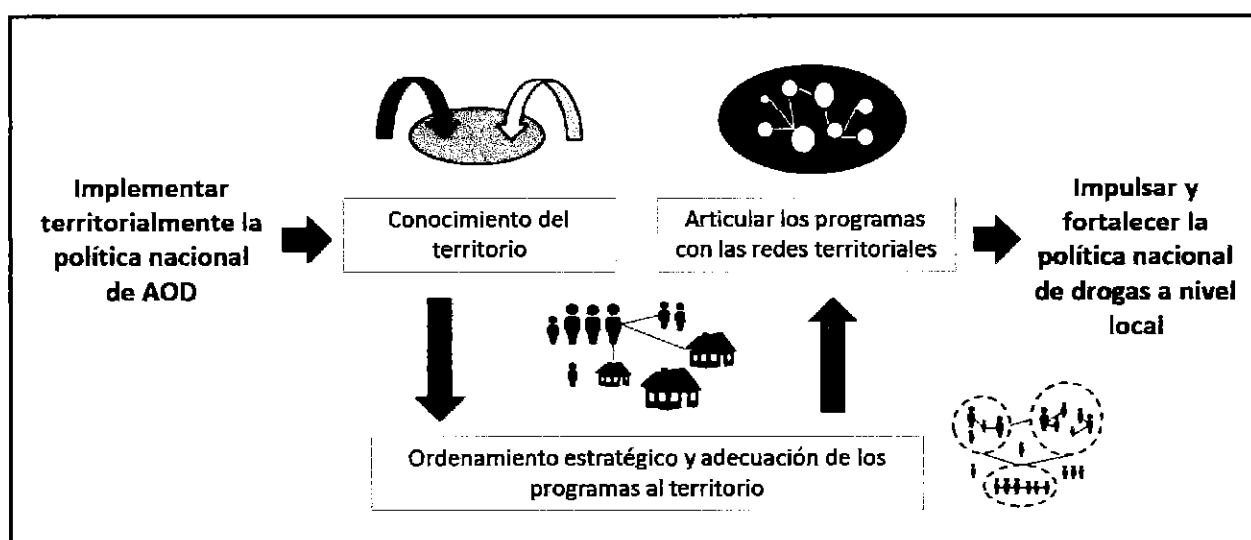 Implementar
territorialmente la
política nacional
de AOD
Conocimiento del
territorio
Articular los programas
con las redes territoriales
Impulsar y
fortalecer la
política nacional
de drogas a nivel
local
Ordenamiento estratégico y adecuación de los
programas al territorio